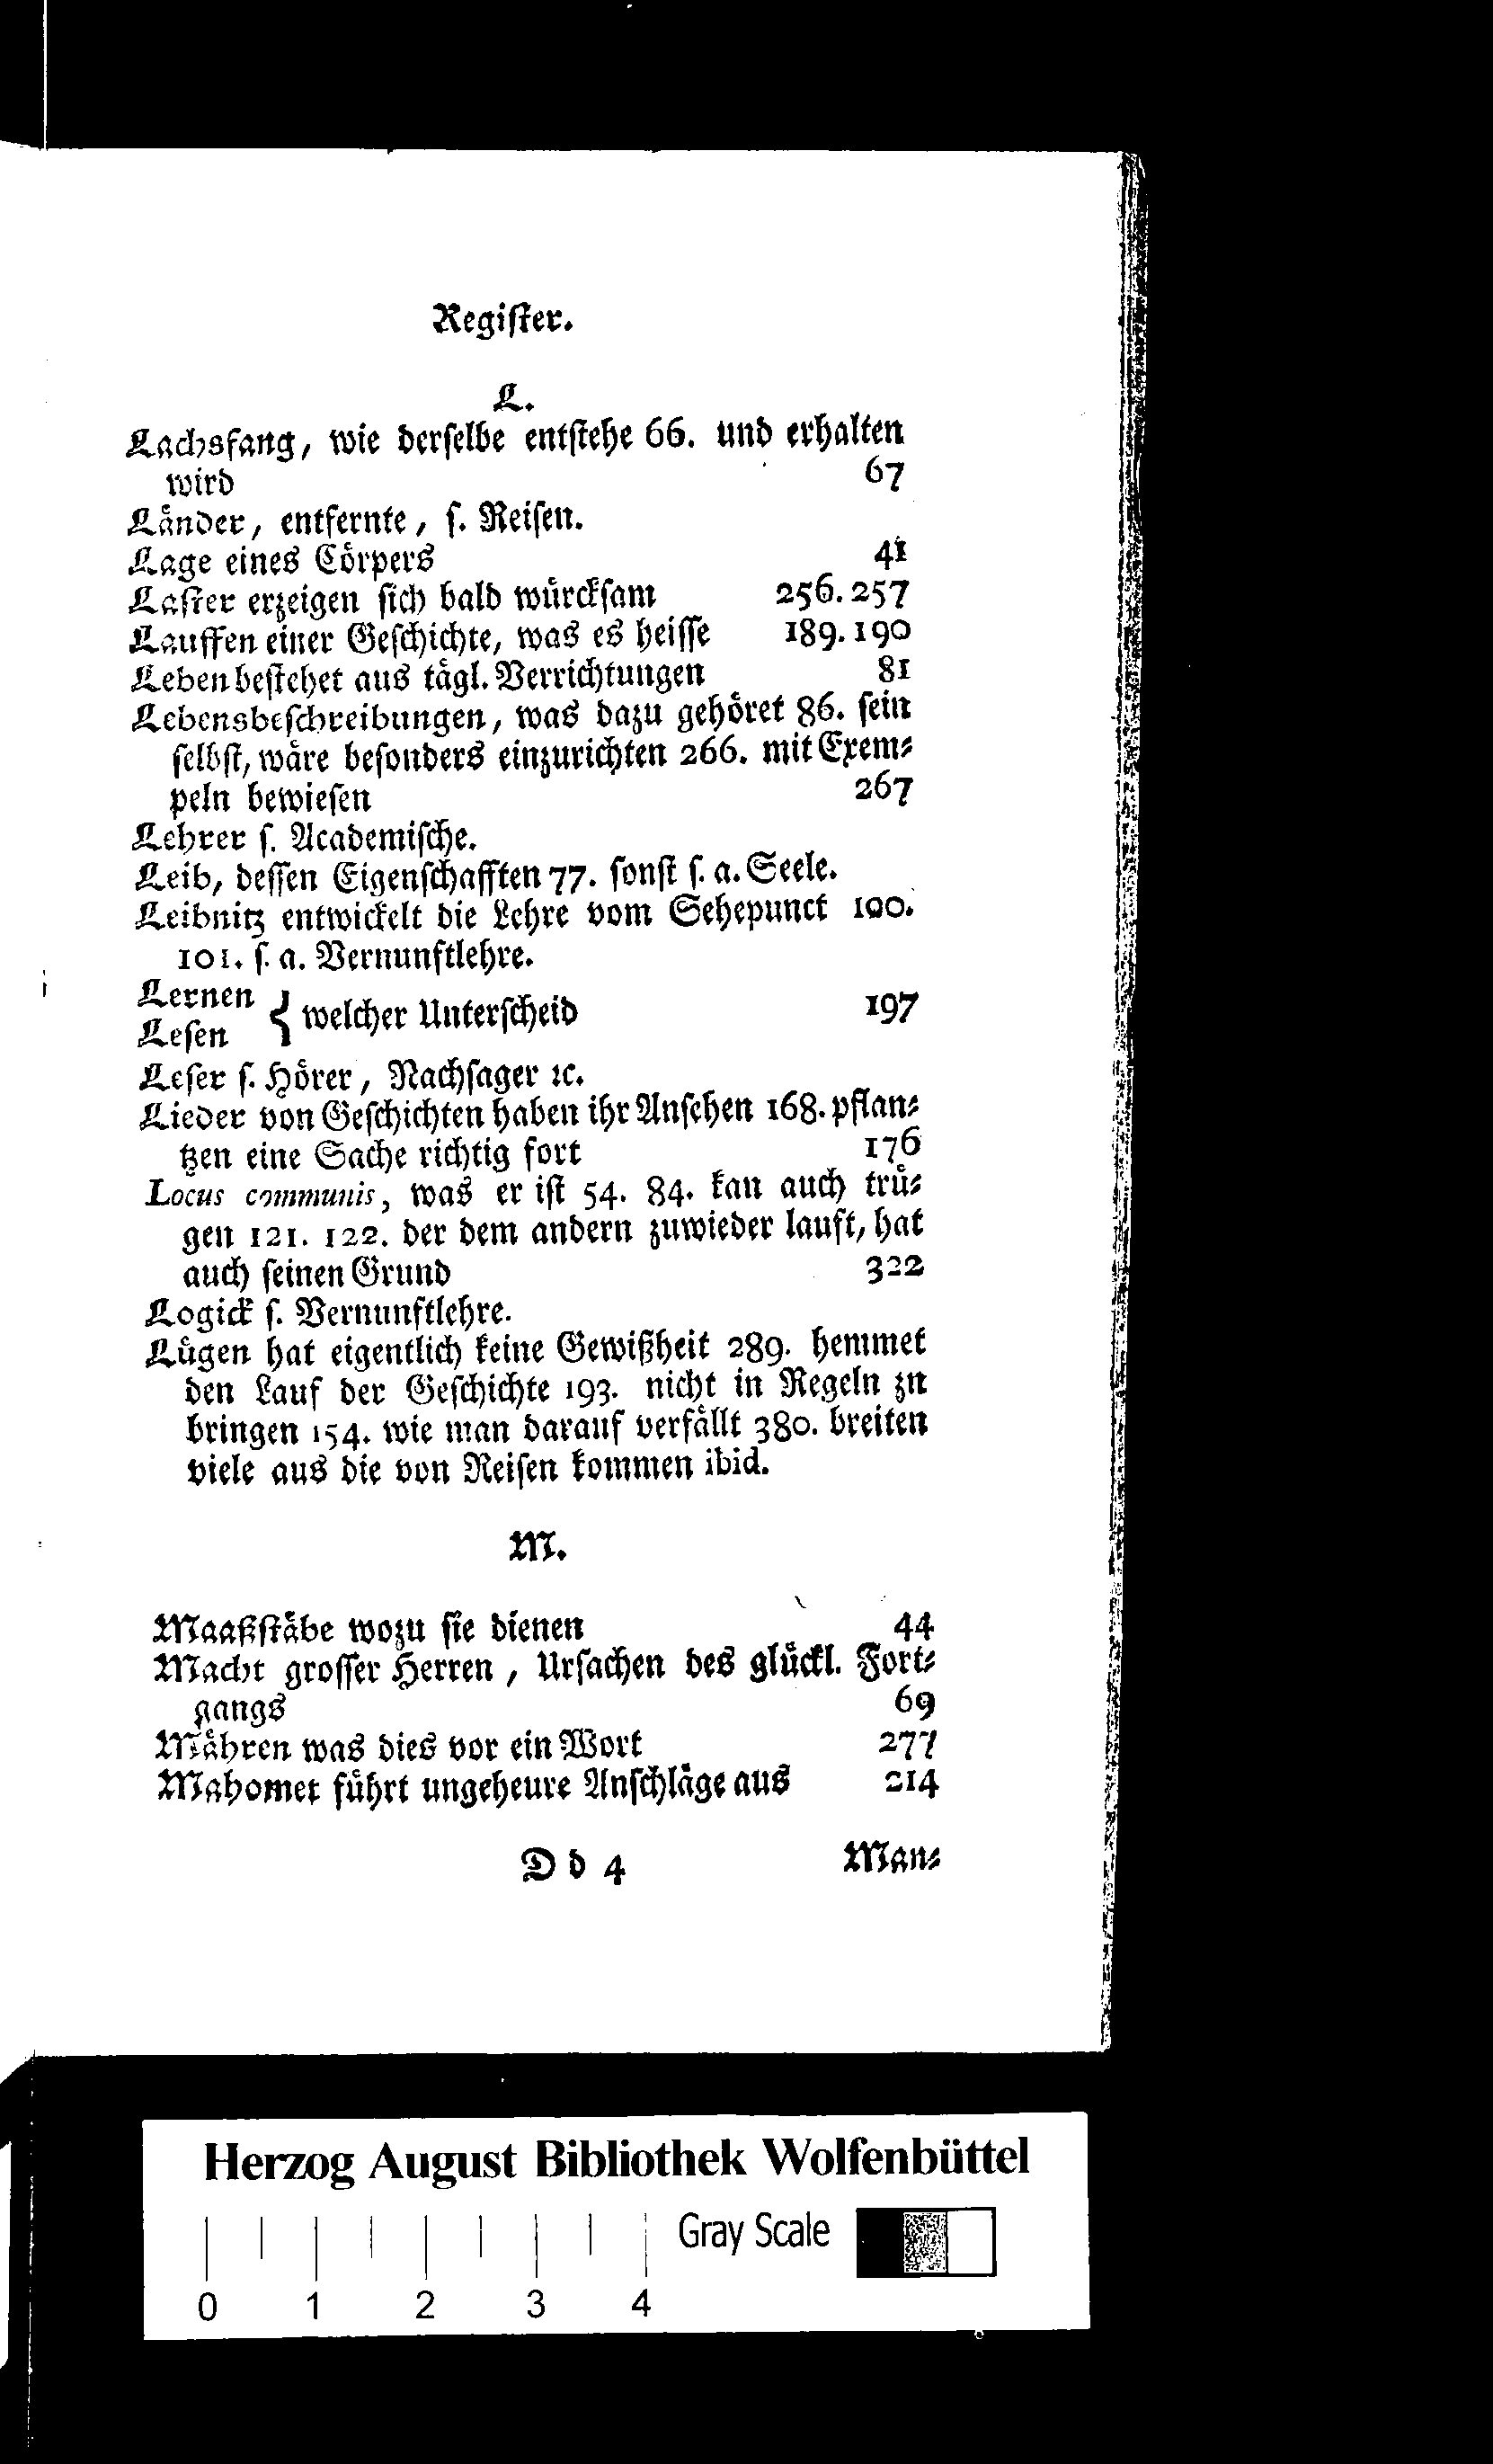 Register.
L.
Lachsfang, wie derselbe entstehe 66. und erhalten
wird 67
Länder, entfernte, s. Reisen.
Lage eines Cörpers 41
Laster erzeigen sich bald würcksam 256. 257
Lauffen einer Geschichte, was es heisse 189. 190
Leben bestehet aus tägl. Verrichtungen 81
Lebensbeschreibungen, was dazu gehöret 86. sein
selbst, wäre besonders einzurichten 266. mit Exem-
peln bewiesen 267
Lehrer s. Academische.
Leib, dessen Eigenschafften 77. sonst s. a. Seele.
Leibnitz entwickelt die Lehre vom Sehepunct 100.
101. s. a. Vernunftlehre.
Lernen
Lesen { welcher Unterscheid 197
Leser s. Hörer, Nachsager ꝛc.
Lieder von Geschichten haben ihr Ansehen 168. pflan-
tzen eine Sache richtig fort 176
Locus communis, was er ist 54. 84. kan auch trü-
gen 121. 122. der dem andern zuwieder lauft, hat
auch seinen Grund 322
Logick s. Vernunftlehre.
Lügen hat eigentlich keine Gewißheit 289. hemmet
den Lauf der Geschichte 193. nicht in Regeln zu
bringen 154. wie man darauf verfällt 380. breiten
viele aus die von Reisen kommen ibid.
M.
Maaßstäbe wozu sie dienen 44
Macht grosser Herren, Ursachen des glückl. Fort-
gangs 69
Mähren was dies vor ein Wort 277
Mahomet führt ungeheure Anschläge aus 214
D d 4 Man-
Herzog August Bibliothek Wolfenbüttel
Gray Scale
0 1 2 3 4